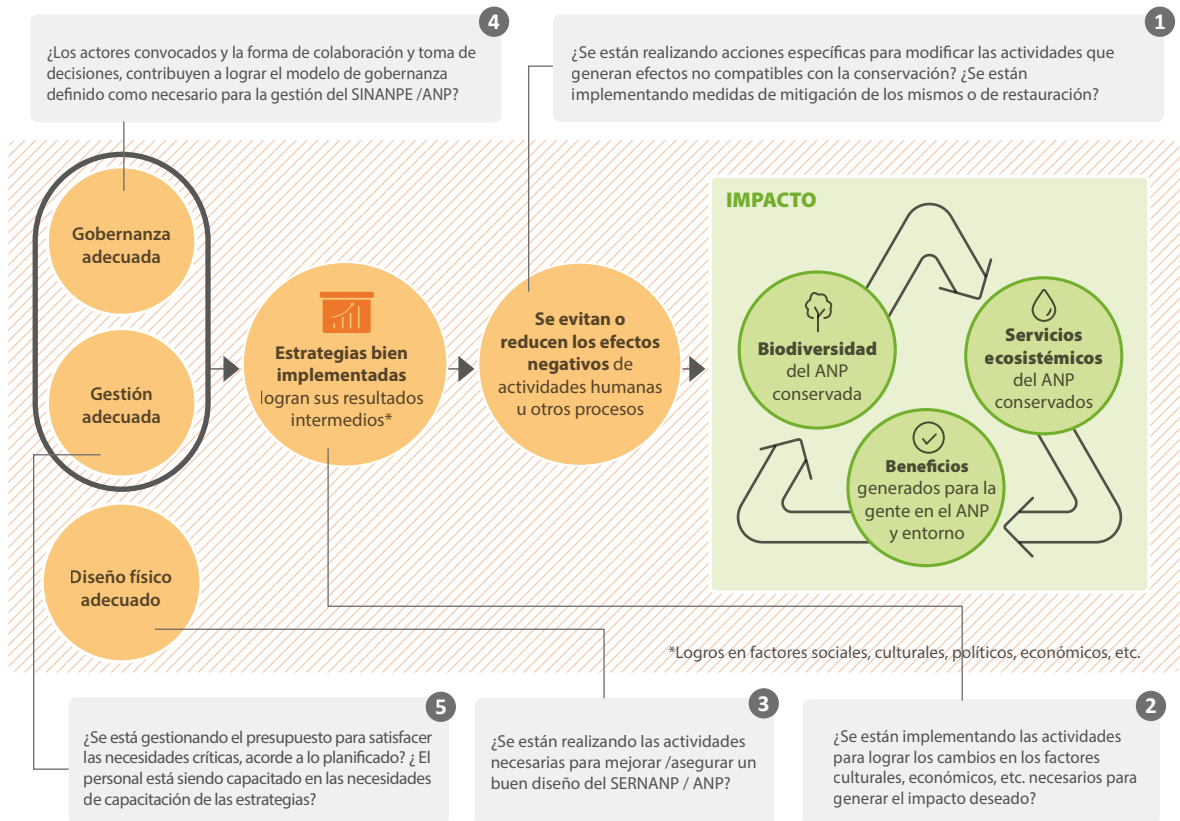 4
¿Los actores convocados y la forma de colaboración y toma de
decisiones, contribuyen a lograr el modelo de gobernanza
definido como necesario para la gestión del SINANPE /ANP?
1
¿Se están realizando acciones específicas para modificar las actividades que
generan efectos no compatibles con la conservación? ¿Se están
implementando medidas de mitigación de los mismos o de restauración?
Gobernanza
adecuada
Gestión
adecuada
Diseño físico
adecuado
Estrategias bien
implementadas
logran sus resultados
intermedios*
Se evitan o
reducen los efectos
negativos de
actividades humanas
u otros procesos
IMPACTO
Biodiversidad
del ANP
conservada
Servicios
ecosistémicos
del ANP
conservados
Beneficios
generados para la
gente en el ANP
y entorno
*Logros en factores sociales, culturales, políticos, económicos, etc.
5
¿Se está gestionando el presupuesto para satisfacer
las necesidades críticas, acorde a lo planificado? ¿ El
personal está siendo capacitado en las necesidades
de capacitación de las estrategias?
3
¿Se están realizando las actividades
necesarias para mejorar /asegurar un
buen diseño del SERNANP / ANP?
2
¿Se están implementando las actividades
para lograr los cambios en los factores
culturales, económicos, etc. necesarios para
generar el impacto deseado?